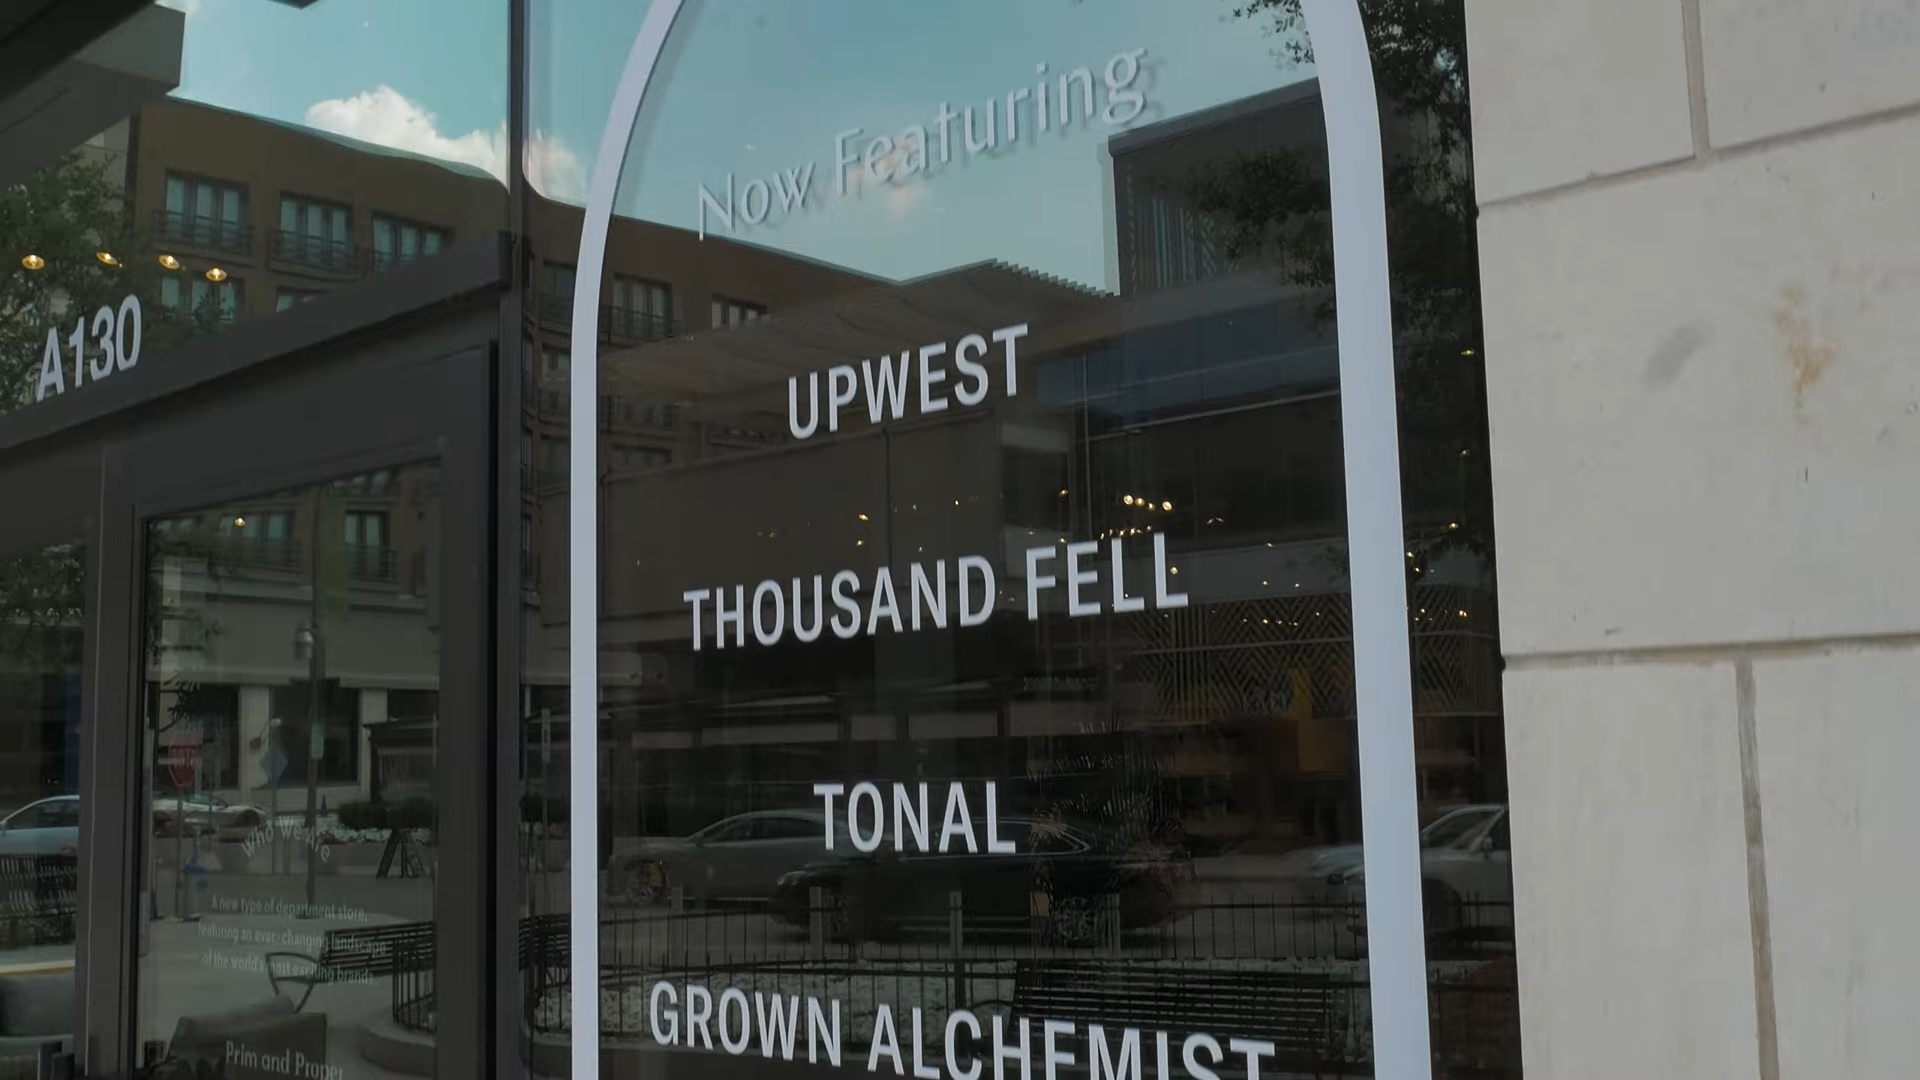 Now Featuring
A130
UPWEST
THOUSAND FELL
TONAL
GROWN ALCHEMIST
Who We Are
A new type of department store,
featuring an ever-changing landscape
of the world's most exciting brands.
Prim and Proper